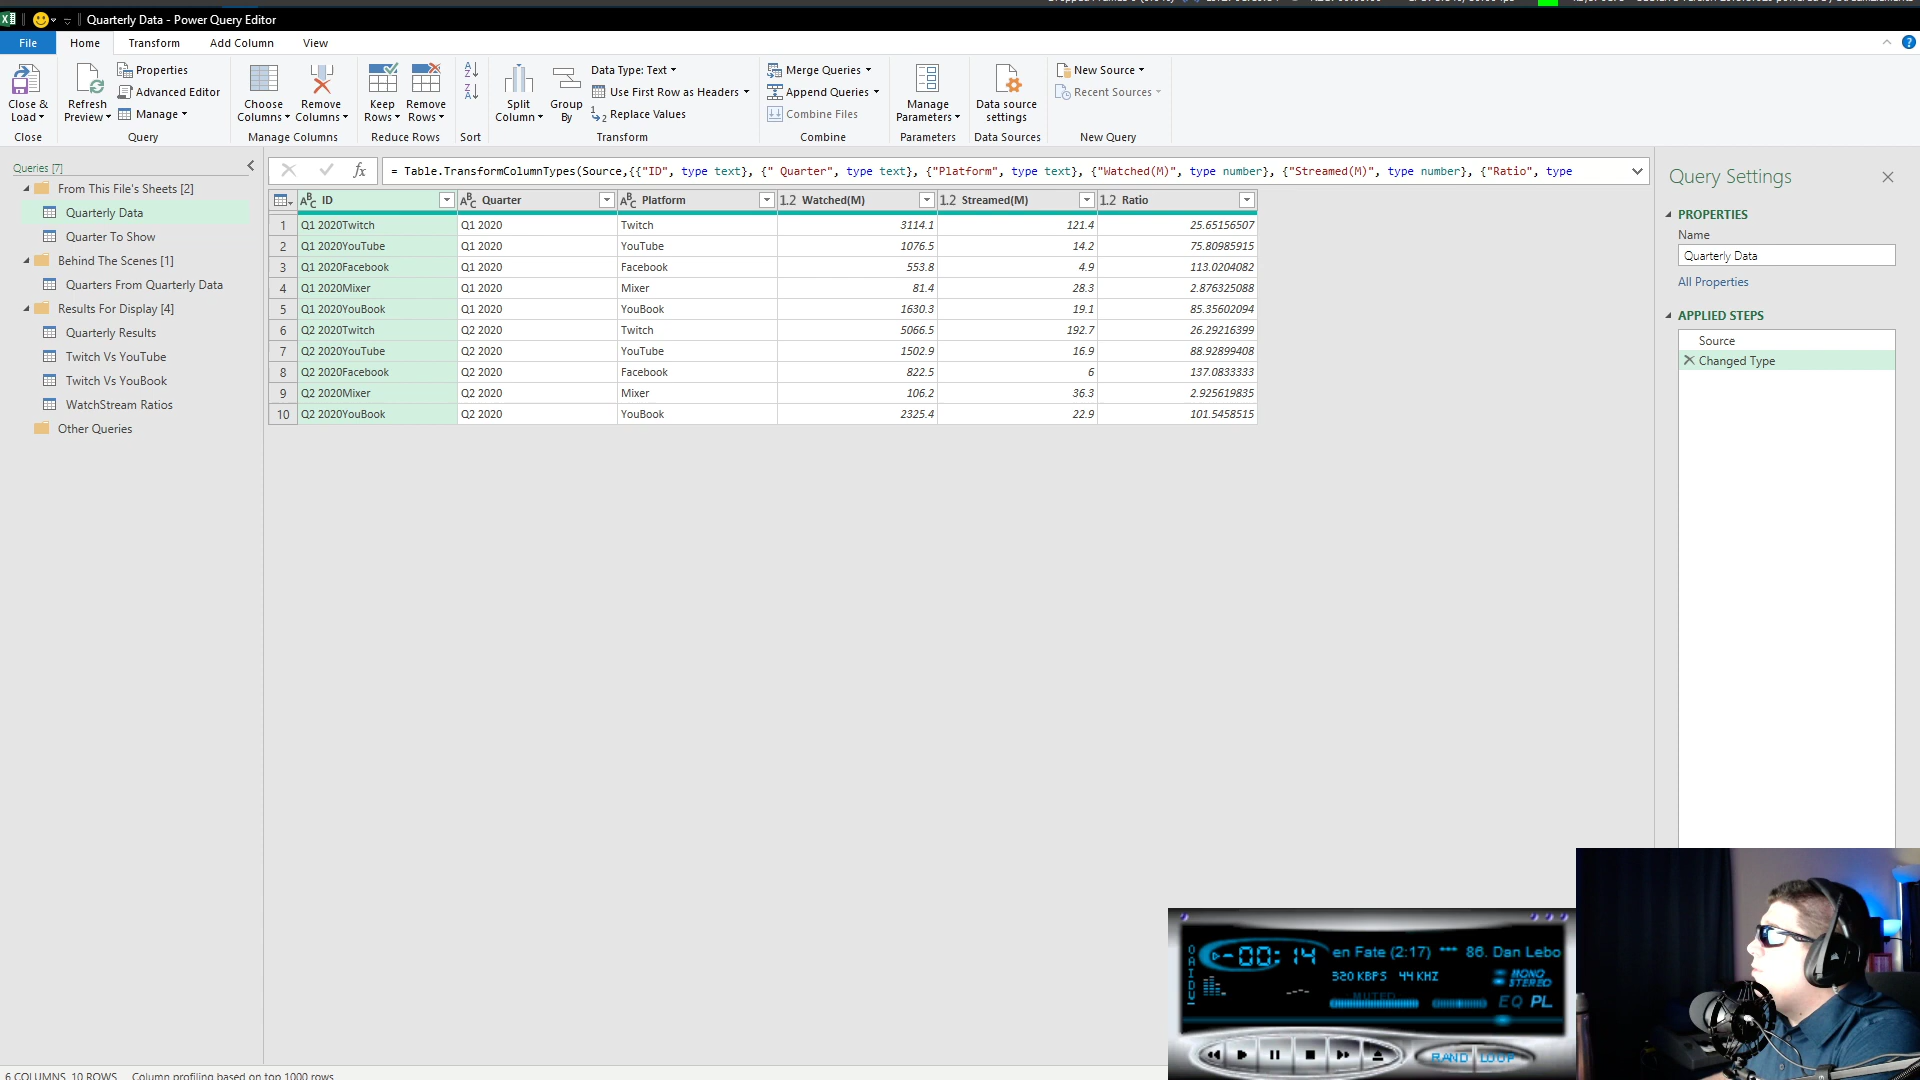 Quarterly Data - Power Query Editor
File Home Transform Add Column View
Close & Load
Close
Refresh Preview
Properties
Advanced Editor
Manage
Query
Choose Columns
Remove Columns
Manage Columns
Keep Rows
Remove Rows
Reduce Rows
Sort
Split Column
Group By
Data Type: Text
Use First Row as Headers
Replace Values
Transform
Merge Queries
Append Queries
Combine Files
Combine
Manage Parameters
Parameters
Data source settings
Data Sources
New Source
Recent Sources
New Query
Queries [7]
From This File's Sheets [2]
Quarterly Data
Quarter To Show
Behind The Scenes [1]
Quarters From Quarterly Data
Results For Display [4]
Quarterly Results
Twitch Vs YouTube
Twitch Vs YouBook
WatchStream Ratios
Other Queries
fx
= Table.TransformColumnTypes(Source,{{"ID", type text}, {" Quarter", type text}, {"Platform", type text}, {"Watched(M)", type number}, {"Streamed(M)", type number}, {"Ratio", type
ABC ID ABC Quarter ABC Platform 1.2 Watched(M) 1.2 Streamed(M) 1.2 Ratio
1 Q1 2020Twitch Q1 2020 Twitch 3114.1 121.4 25.65156507
2 Q1 2020YouTube Q1 2020 YouTube 1076.5 14.2 75.80985915
3 Q1 2020Facebook Q1 2020 Facebook 553.8 4.9 113.0204082
4 Q1 2020Mixer Q1 2020 Mixer 81.4 28.3 2.876325088
5 Q1 2020YouBook Q1 2020 YouBook 1630.3 19.1 85.35602094
6 Q2 2020Twitch Q2 2020 Twitch 5066.5 192.7 26.29216399
7 Q2 2020YouTube Q2 2020 YouTube 1502.9 16.9 88.92899408
8 Q2 2020Facebook Q2 2020 Facebook 822.5 6 137.0833333
9 Q2 2020Mixer Q2 2020 Mixer 106.2 36.3 2.925619835
10 Q2 2020YouBook Q2 2020 YouBook 2325.4 22.9 101.5458515
Query Settings
PROPERTIES
Name
Quarterly Data
All Properties
APPLIED STEPS
Source
Changed Type
-00:14 en Fate (2:17) *** 86. Dan Lebo
320 KBPS 44 KHZ
MONO
STEREO
MUTED
EQ PL
OAIDV
RAND LOOP
6 COLUMNS, 10 ROWS Column profiling based on top 1000 rows